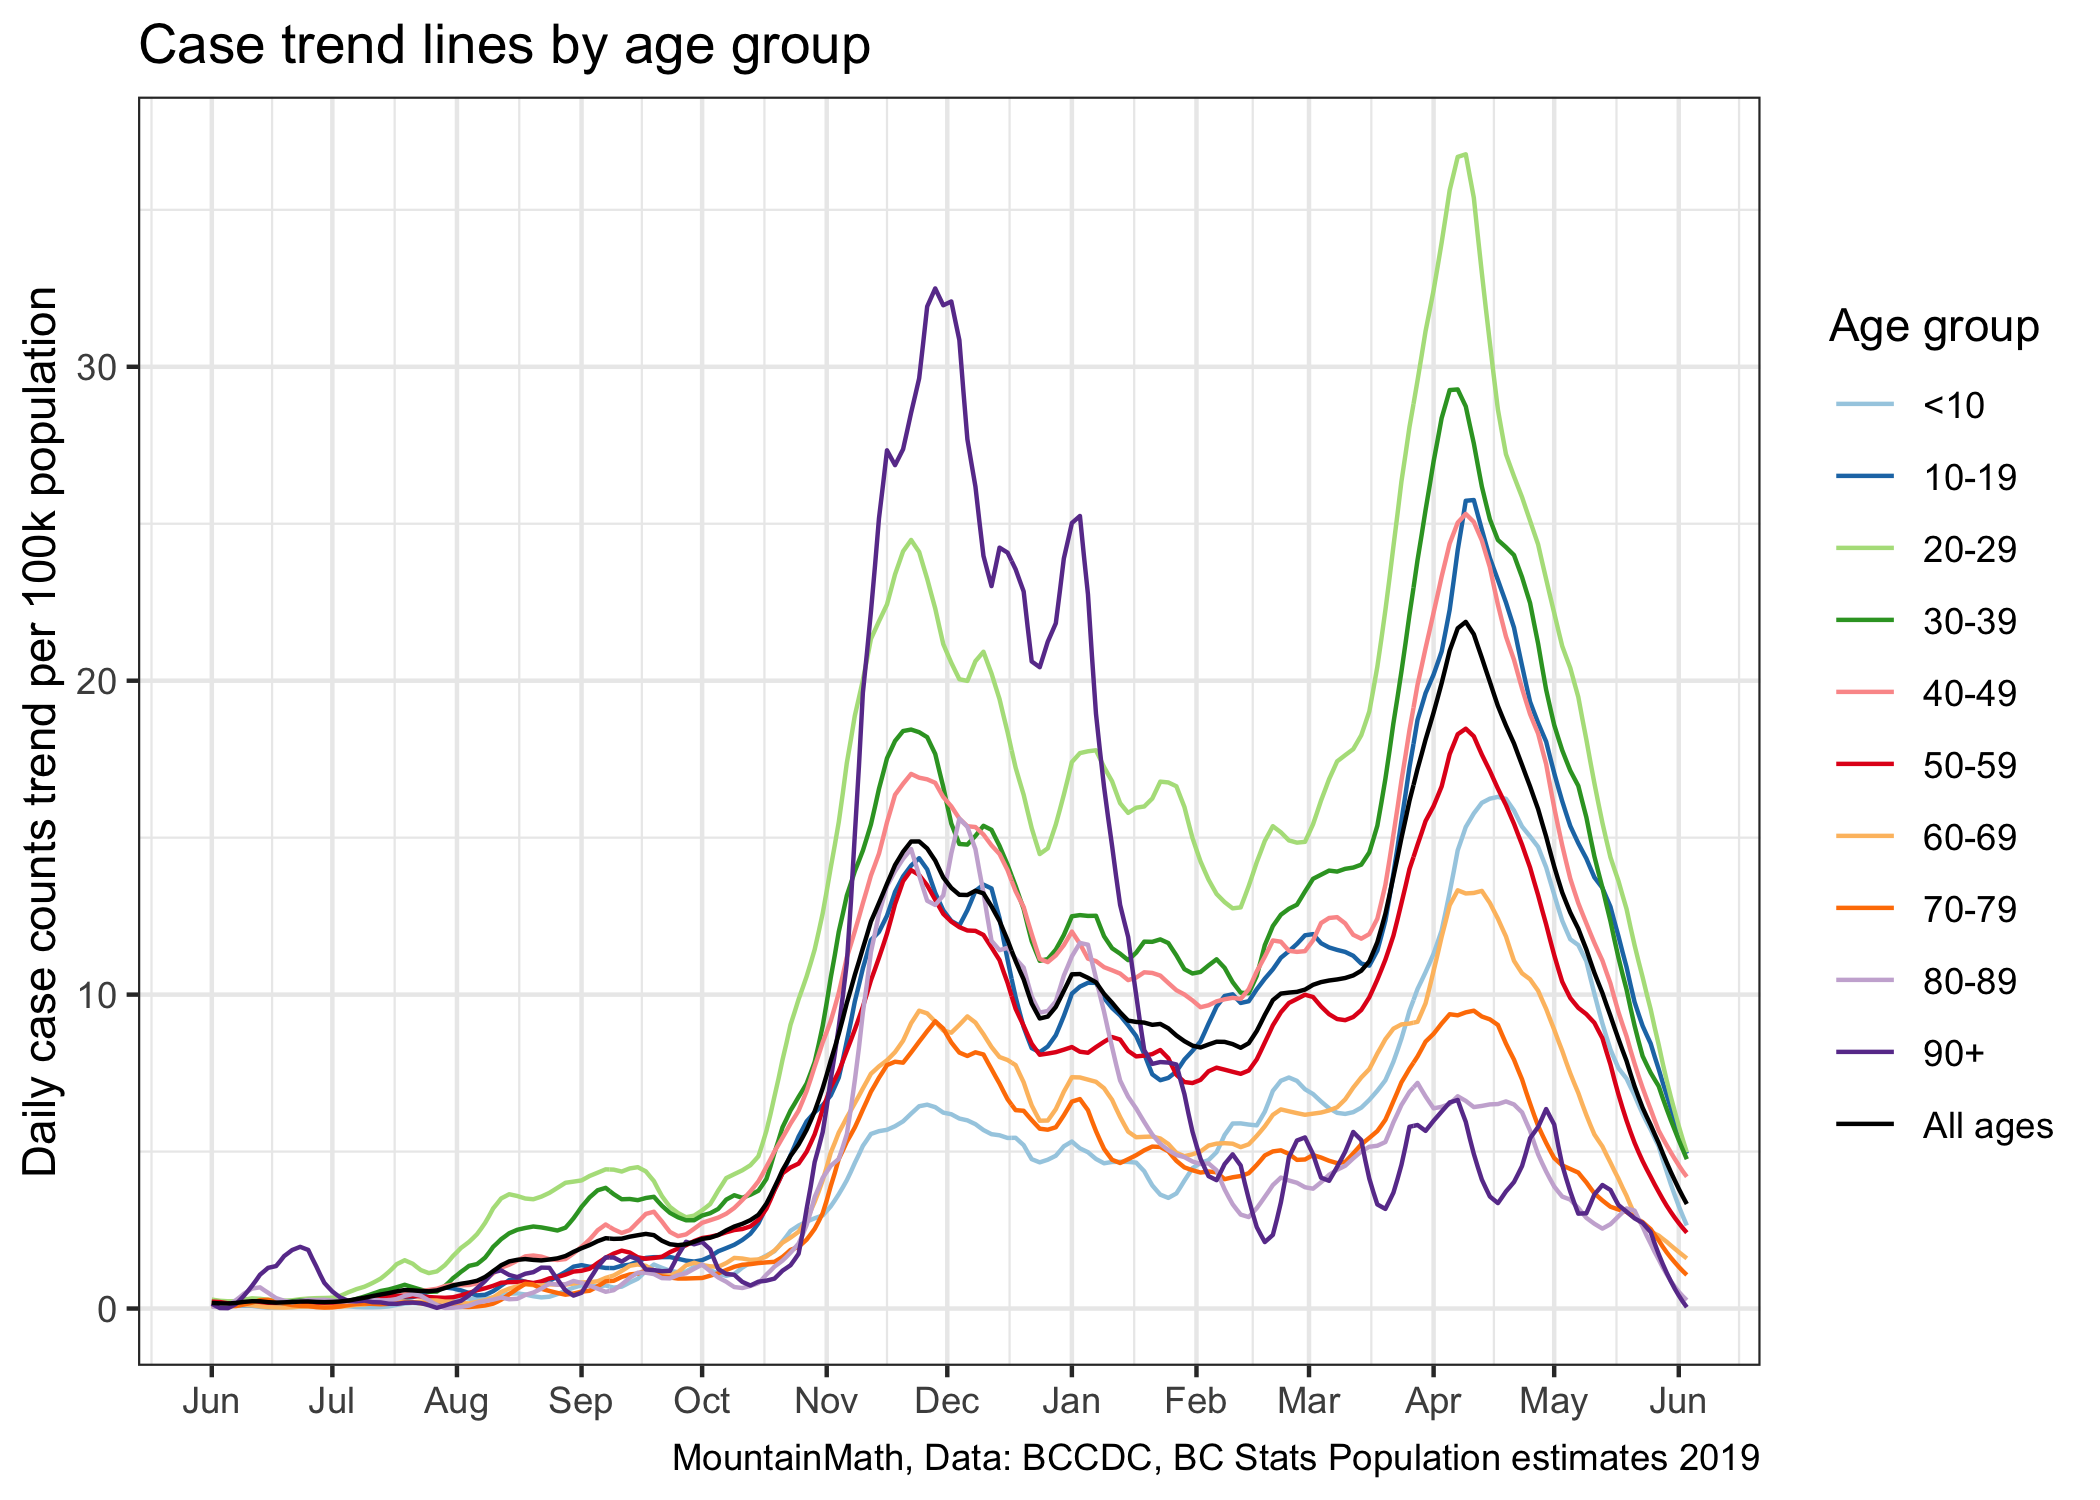 Case trend lines by age group
Daily case counts trend per 100k population
30
20
10
0
Jun Jul Aug Sep Oct Nov Dec Jan Feb Mar Apr May Jun
MountainMath, Data: BCCDC, BC Stats Population estimates 2019
Age group
<10
10-19
20-29
30-39
40-49
50-59
60-69
70-79
80-89
90+
All ages